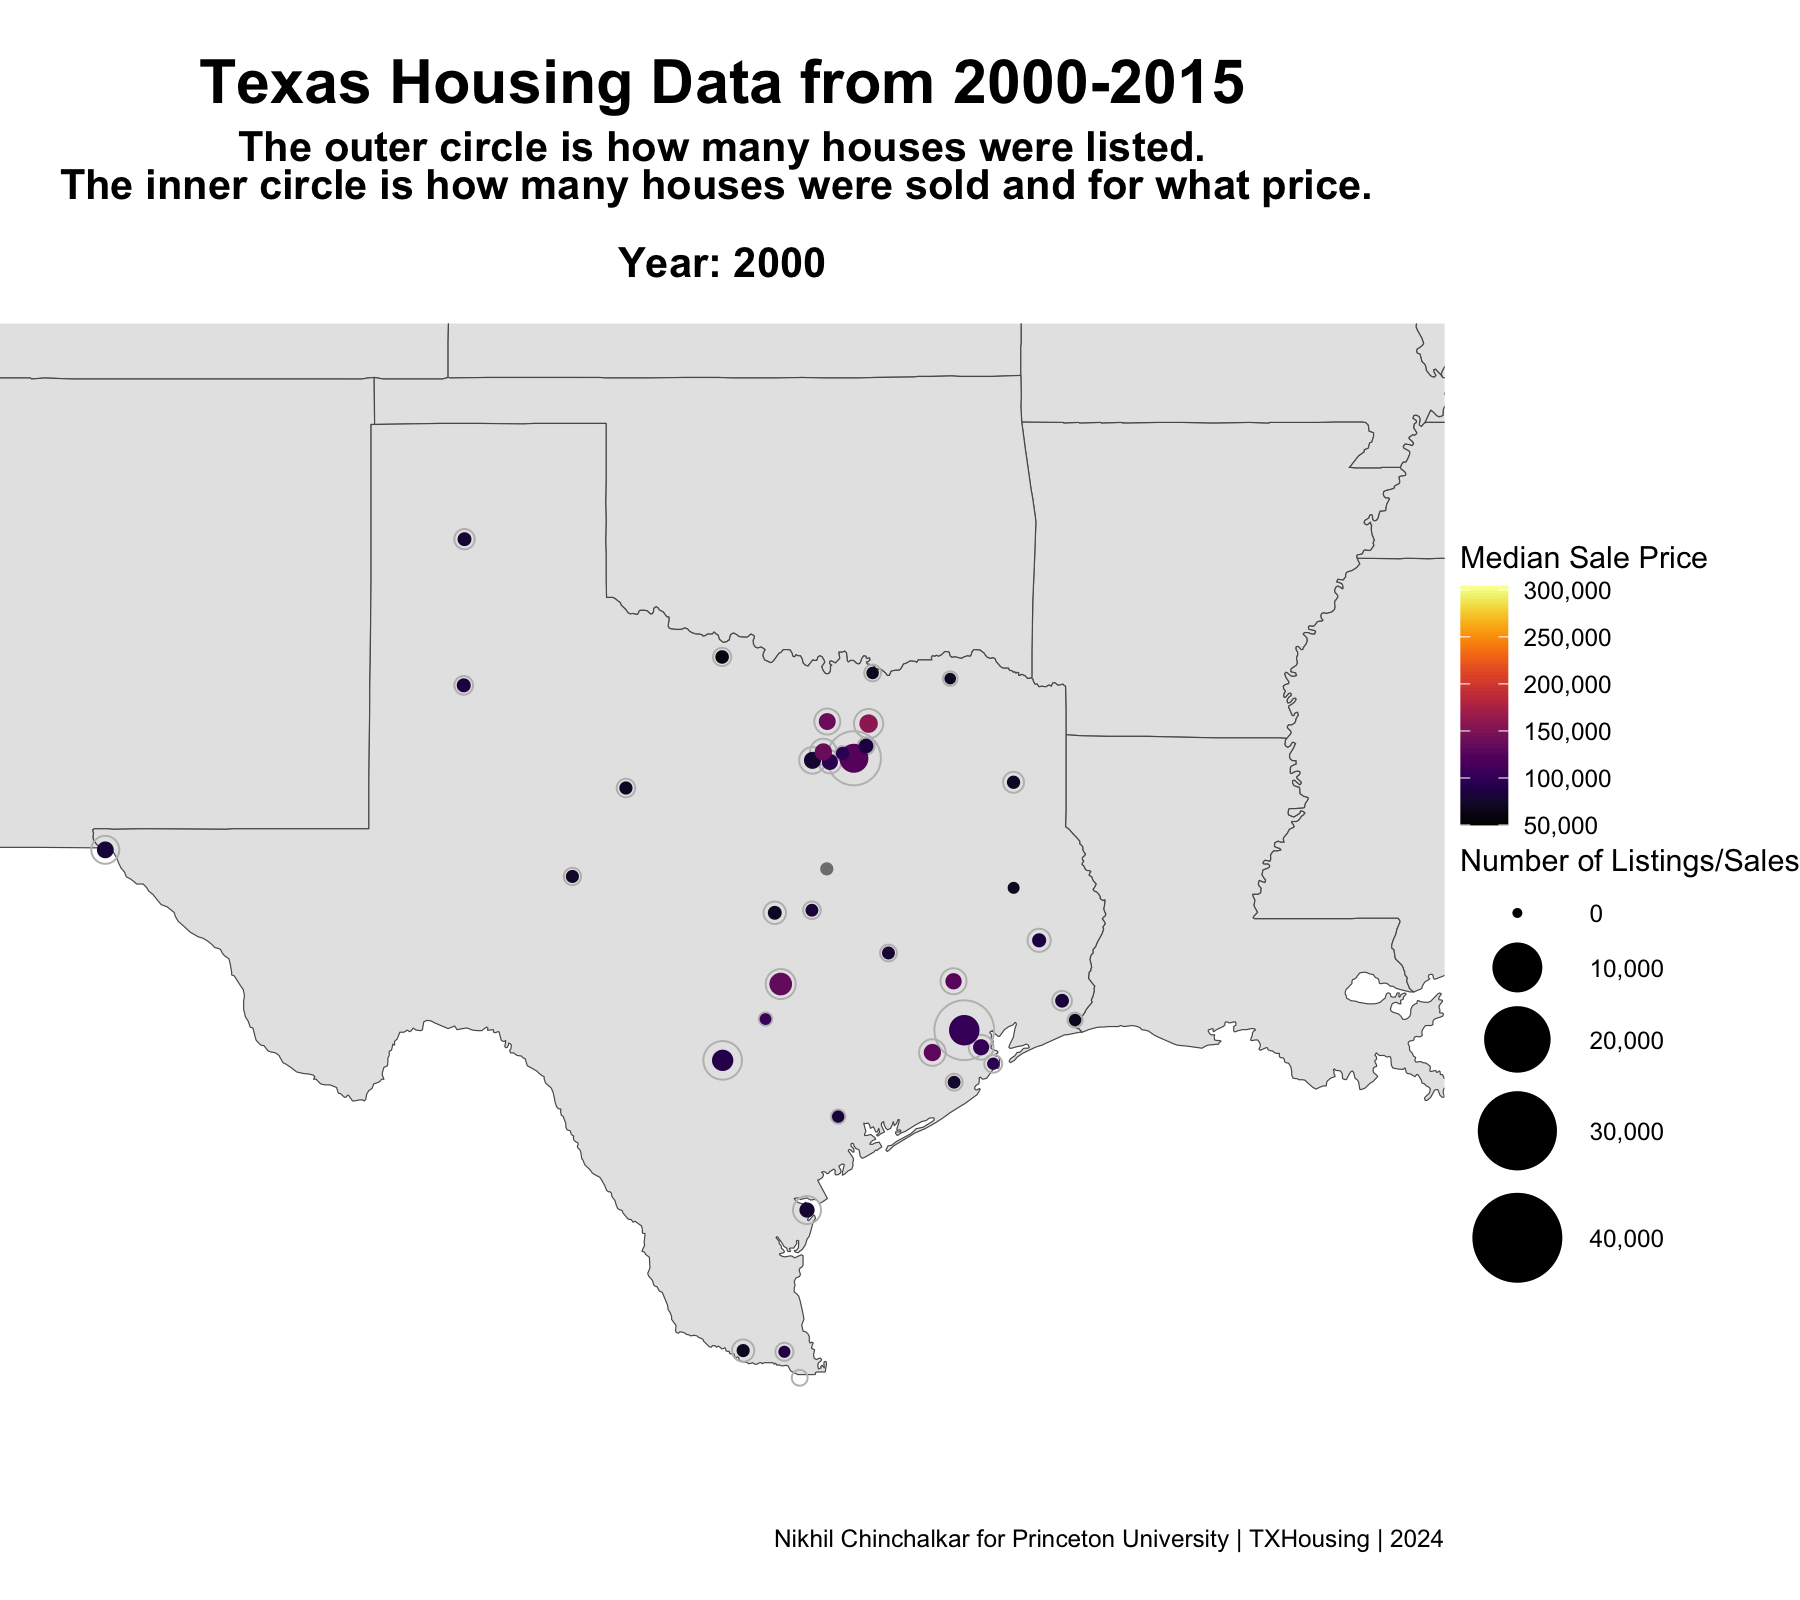 Texas Housing Data from 2000-2015
The outer circle is how many houses were listed.
The inner circle is how many houses were sold and for what price.
Year: 2000
Median Sale Price
300,000
250,000
200,000
150,000
100,000
50,000
Number of Listings/Sales
0
10,000
20,000
30,000
40,000
Nikhil Chinchalkar for Princeton University | TXHousing | 2024